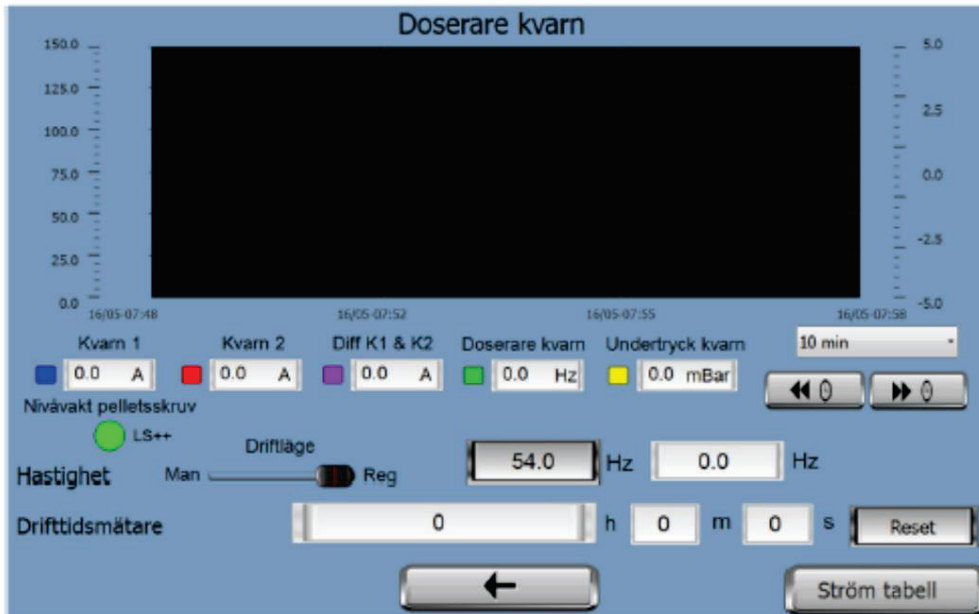 Doserare kvarn
150.0
125.0
100.0
75.0
50.0
25.0
0.0
5.0
2.5
0.0
-2.5
-5.0
16/05-07:48 16/05-07:52 16/05-07:55 16/05-07:58
Kvarn 1 Kvarn 2 Diff K1 & K2 Doserare kvarn Undertryck kvarn 10 min
0.0 A 0.0 A 0.0 A 0.0 Hz 0.0 mBar
Nivåvakt pelletsskruv
LS++
Driftläge
Hastighet Man Reg 54.0 Hz 0.0 Hz
Drifttidsmätare 0 h 0 m 0 s Reset
Ström tabell